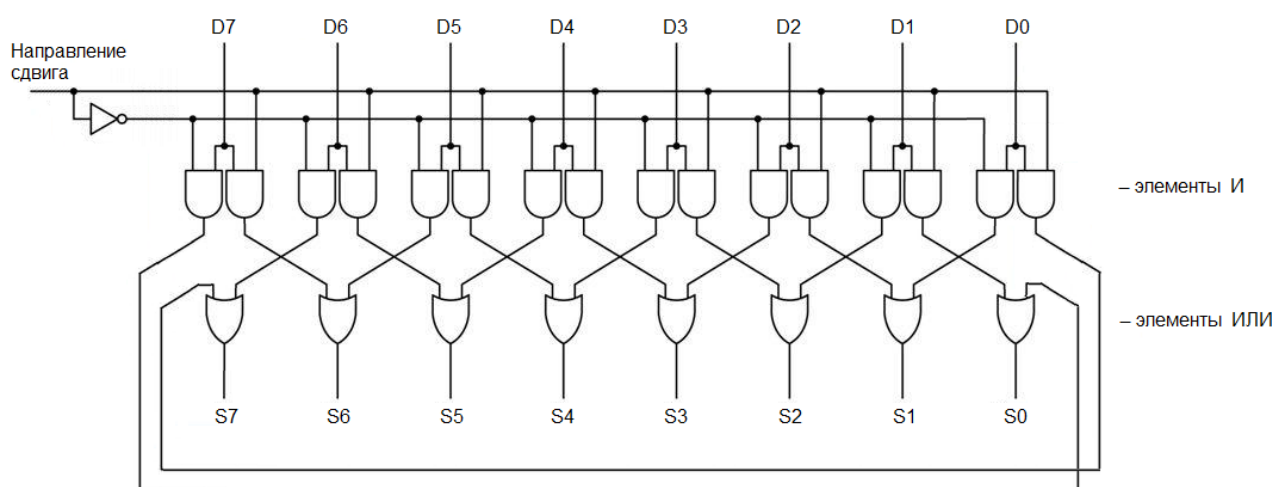 D7 D6 D5 D4 D3 D2 D1 D0
Направление
сдвига
– элементы И
– элементы ИЛИ
S7 S6 S5 S4 S3 S2 S1 S0